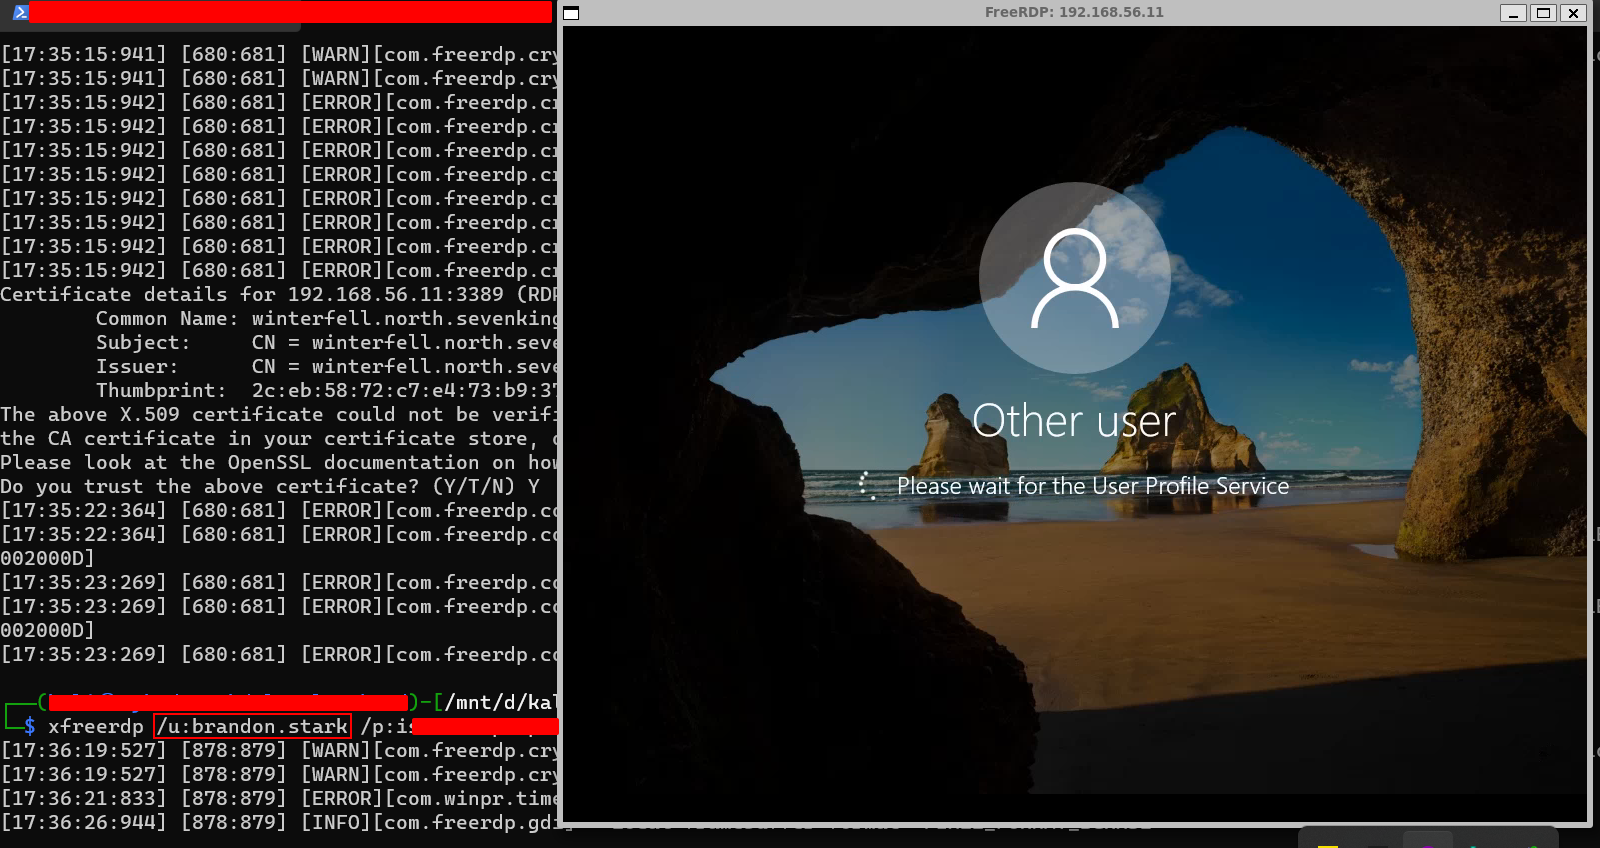 [17:35:15:941] [680:681] [WARN][com.freerdp.cry
[17:35:15:941] [680:681] [WARN][com.freerdp.cry
[17:35:15:942] [680:681] [ERROR][com.freerdp.cr
[17:35:15:942] [680:681] [ERROR][com.freerdp.cr
[17:35:15:942] [680:681] [ERROR][com.freerdp.cr
[17:35:15:942] [680:681] [ERROR][com.freerdp.cr
[17:35:15:942] [680:681] [ERROR][com.freerdp.cr
[17:35:15:942] [680:681] [ERROR][com.freerdp.cr
[17:35:15:942] [680:681] [ERROR][com.freerdp.cr
[17:35:15:942] [680:681] [ERROR][com.freerdp.cr
Certificate details for 192.168.56.11:3389 (RDP
Common Name: winterfell.north.sevenking
Subject: CN = winterfell.north.seve
Issuer: CN = winterfell.north.seve
Thumbprint: 2c:eb:58:72:c7:e4:73:b9:37
The above X.509 certificate could not be verifi
the CA certificate in your certificate store, o
Please look at the OpenSSL documentation on how
Do you trust the above certificate? (Y/T/N) Y
[17:35:22:364] [680:681] [ERROR][com.freerdp.co
[17:35:22:364] [680:681] [ERROR][com.freerdp.co
002000D]
[17:35:23:269] [680:681] [ERROR][com.freerdp.co
[17:35:23:269] [680:681] [ERROR][com.freerdp.co
002000D]
[17:35:23:269] [680:681] [ERROR][com.freerdp.co
)-[/mnt/d/kal
$ xfreerdp /u:brandon.stark /p:is
[17:36:19:527] [878:879] [WARN][com.freerdp.cry
[17:36:19:527] [878:879] [WARN][com.freerdp.cry
[17:36:21:833] [878:879] [ERROR][com.winpr.time
[17:36:26:944] [878:879] [INFO][com.freerdp.gdi]
FreeRDP: 192.168.56.11
Other user
Please wait for the User Profile Service